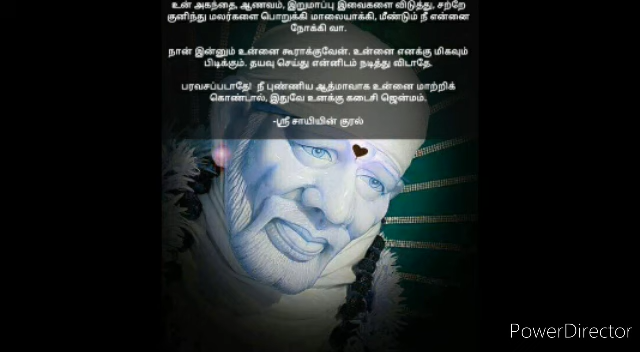 உன் அகந்தை, ஆணவம், இறுமாப்பு இவைகளை விடுத்து, சற்றே
குனிந்து மலர்களை பொறுக்கி மாலையாக்கி, மீண்டும் நீ என்னை
நோக்கி வா.
நான் இன்னும் உன்னை கூராக்குவேன். உன்னை எனக்கு மிகவும்
பிடிக்கும். தயவு செய்து என்னிடம் நடித்து விடாதே.
பரவசப்படாதே! நீ புண்ணிய ஆத்மாவாக உன்னை மாற்றிக்
கொண்டால், இதுவே உனக்கு கடைசி ஜென்மம்.
-ஸ்ரீ சாயியின் குரல்
PowerDirector